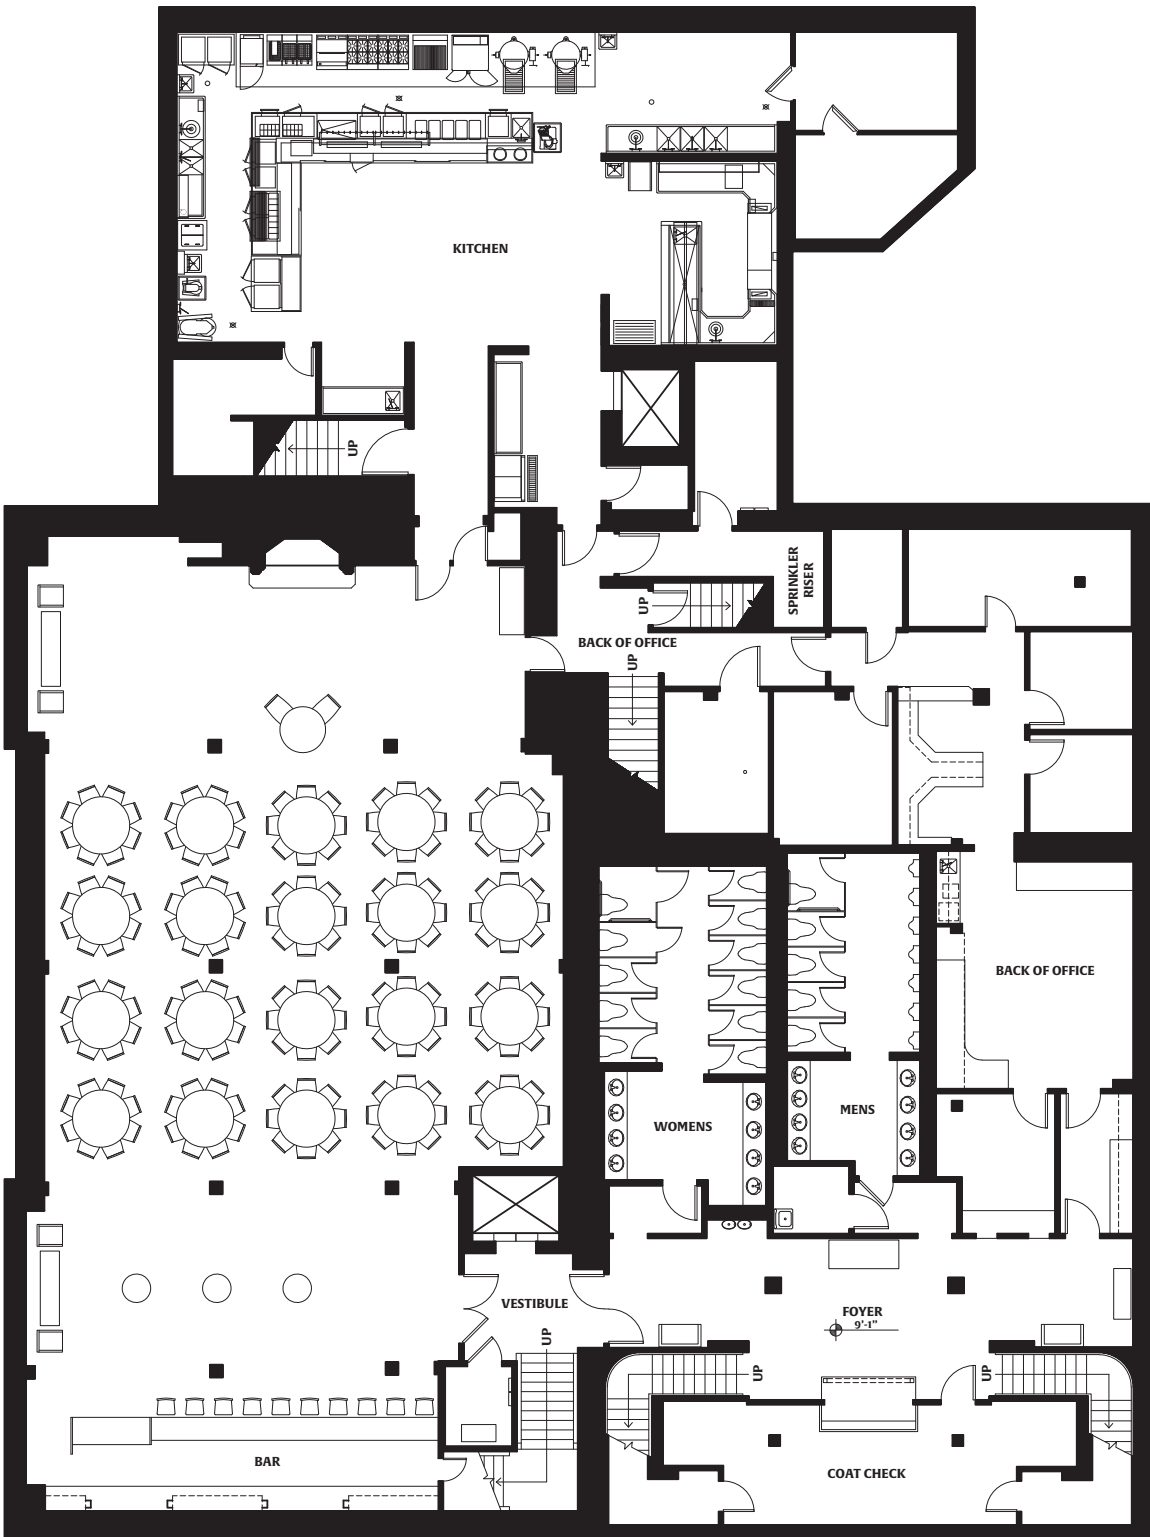 KITCHEN
UP
SPRINKLER
RISER
UP
BACK OF OFFICE
UP
BACK OF OFFICE
MENS
WOMENS
VESTIBULE
FOYER
9'-1"
UP
UP
UP
BAR
COAT CHECK